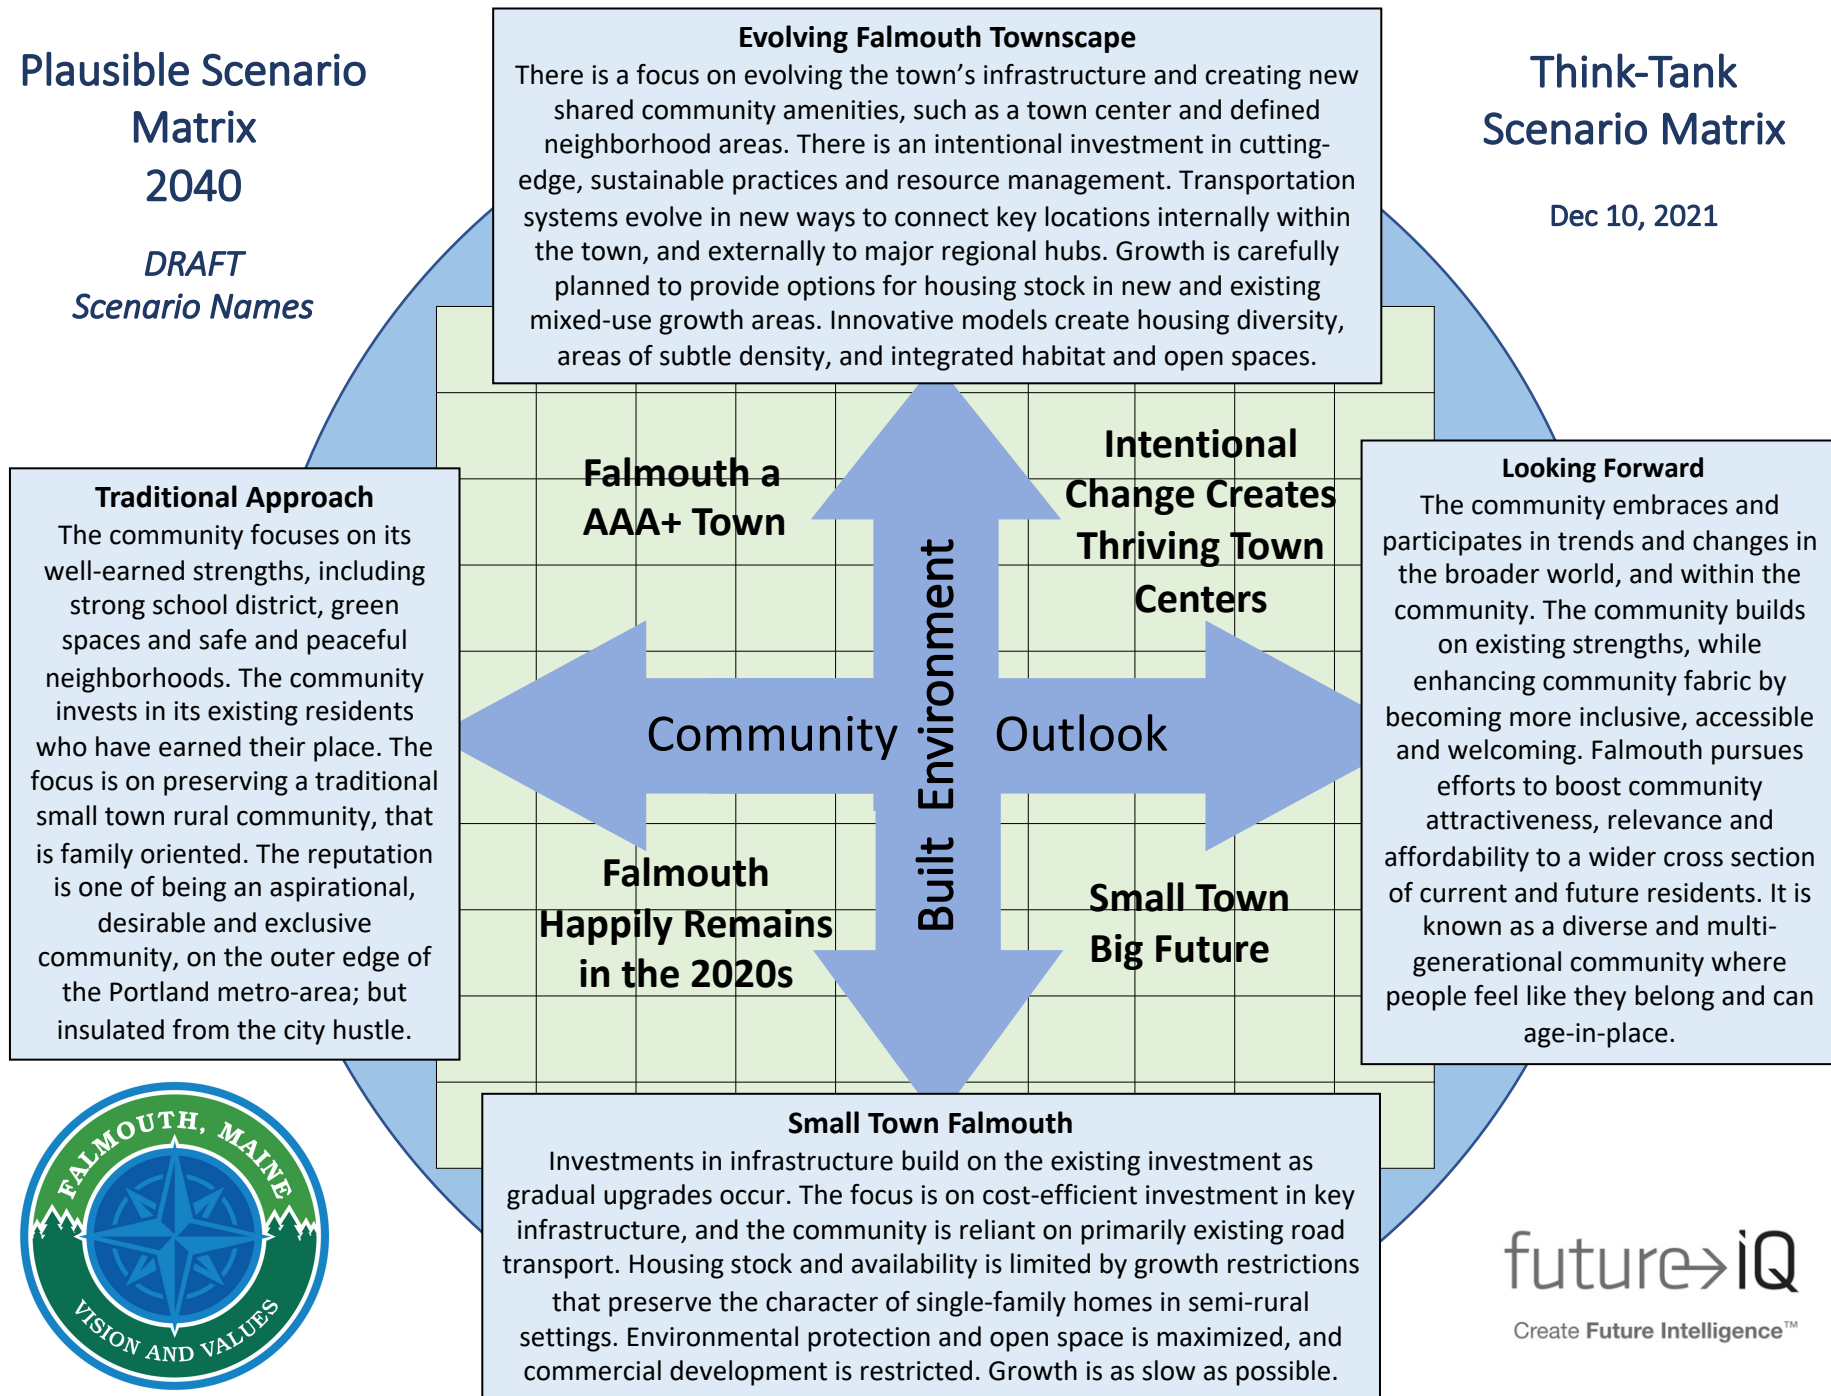 Plausible Scenario
Matrix
2040
DRAFT
Scenario Names
Evolving Falmouth Townscape
There is a focus on evolving the town's infrastructure and creating new
shared community amenities, such as a town center and defined
neighborhood areas. There is an intentional investment in cutting-
edge, sustainable practices and resource management. Transportation
systems evolve in new ways to connect key locations internally within
the town, and externally to major regional hubs. Growth is carefully
planned to provide options for housing stock in new and existing
mixed-use growth areas. Innovative models create housing diversity,
areas of subtle density, and integrated habitat and open spaces.
Think-Tank
Scenario Matrix
Dec 10, 2021
Traditional Approach
The community focuses on its
well-earned strengths, including
strong school district, green
spaces and safe and peaceful
neighborhoods. The community
invests in its existing residents
who have earned their place. The
focus is on preserving a traditional
small town rural community, that
is family oriented. The reputation
is one of being an aspirational,
desirable and exclusive
community, on the outer edge of
the Portland metro-area; but
insulated from the city hustle.
Falmouth a
AAA+ Town
Intentional
Change Creates
Thriving Town
Centers
Community Outlook
Built Environment
Falmouth
Happily Remains
in the 2020s
Small Town
Big Future
Looking Forward
The community embraces and
participates in trends and changes in
the broader world, and within the
community. The community builds
on existing strengths, while
enhancing community fabric by
becoming more inclusive, accessible
and welcoming. Falmouth pursues
efforts to boost community
attractiveness, relevance and
affordability to a wider cross section
of current and future residents. It is
known as a diverse and multi-
generational community where
people feel like they belong and can
age-in-place.
Small Town Falmouth
Investments in infrastructure build on the existing investment as
gradual upgrades occur. The focus is on cost-efficient investment in key
infrastructure, and the community is reliant on primarily existing road
transport. Housing stock and availability is limited by growth restrictions
that preserve the character of single-family homes in semi-rural
settings. Environmental protection and open space is maximized, and
commercial development is restricted. Growth is as slow as possible.
FALMOUTH, MAINE
VISION AND VALUES
future→iQ
Create Future Intelligence™